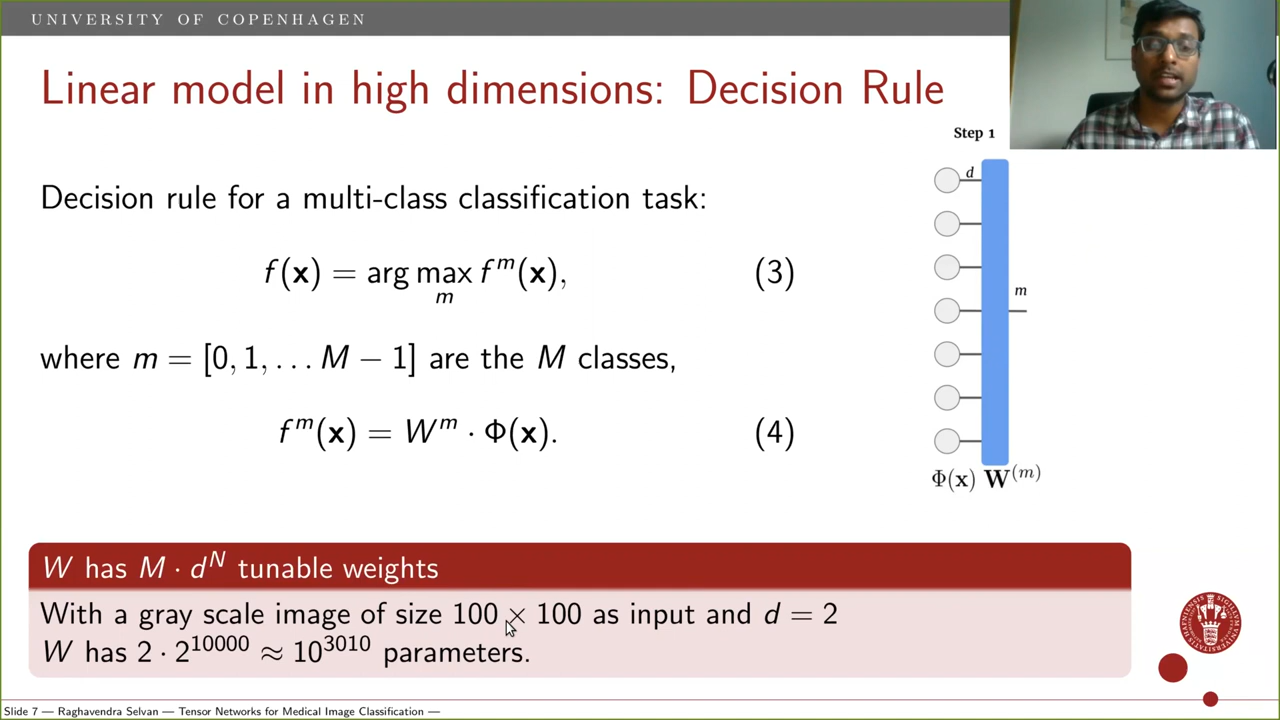 UNIVERSITY OF COPENHAGEN
Linear model in high dimensions: Decision Rule
Step 1
d
Decision rule for a multi-class classification task:
f(x) = arg max_m f^m(x), (3)
m
where m = [0, 1, . . . M − 1] are the M classes,
f^m(x) = W^m · Φ(x). (4)
Φ(x) W^(m)
W has M · d^N tunable weights
With a gray scale image of size 100 × 100 as input and d = 2
W has 2 · 2^10000 ≈ 10^3010 parameters.
Slide 7 — Raghavendra Selvan — Tensor Networks for Medical Image Classification —